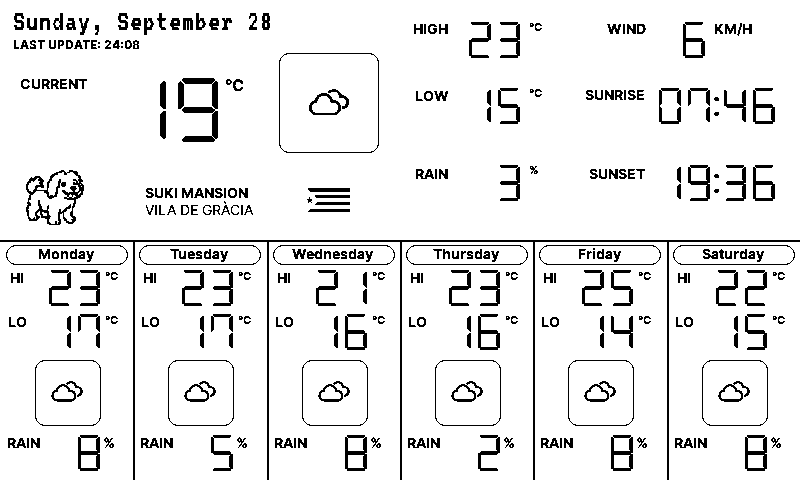 Sunday, September 28
LAST UPDATE: 24:08
CURRENT 19 °C
SUKI MANSION
VILA DE GRÀCIA
HIGH 23 °C
LOW 15 °C
RAIN 3 %
WIND 6 KM/H
SUNRISE 07:46
SUNSET 19:36
Monday
HI 23 °C
LO 17 °C
RAIN 8 %
Tuesday
HI 23 °C
LO 17 °C
RAIN 5 %
Wednesday
HI 21 °C
LO 16 °C
RAIN 8 %
Thursday
HI 23 °C
LO 16 °C
RAIN 2 %
Friday
HI 25 °C
LO 14 °C
RAIN 8 %
Saturday
HI 22 °C
LO 15 °C
RAIN 8 %